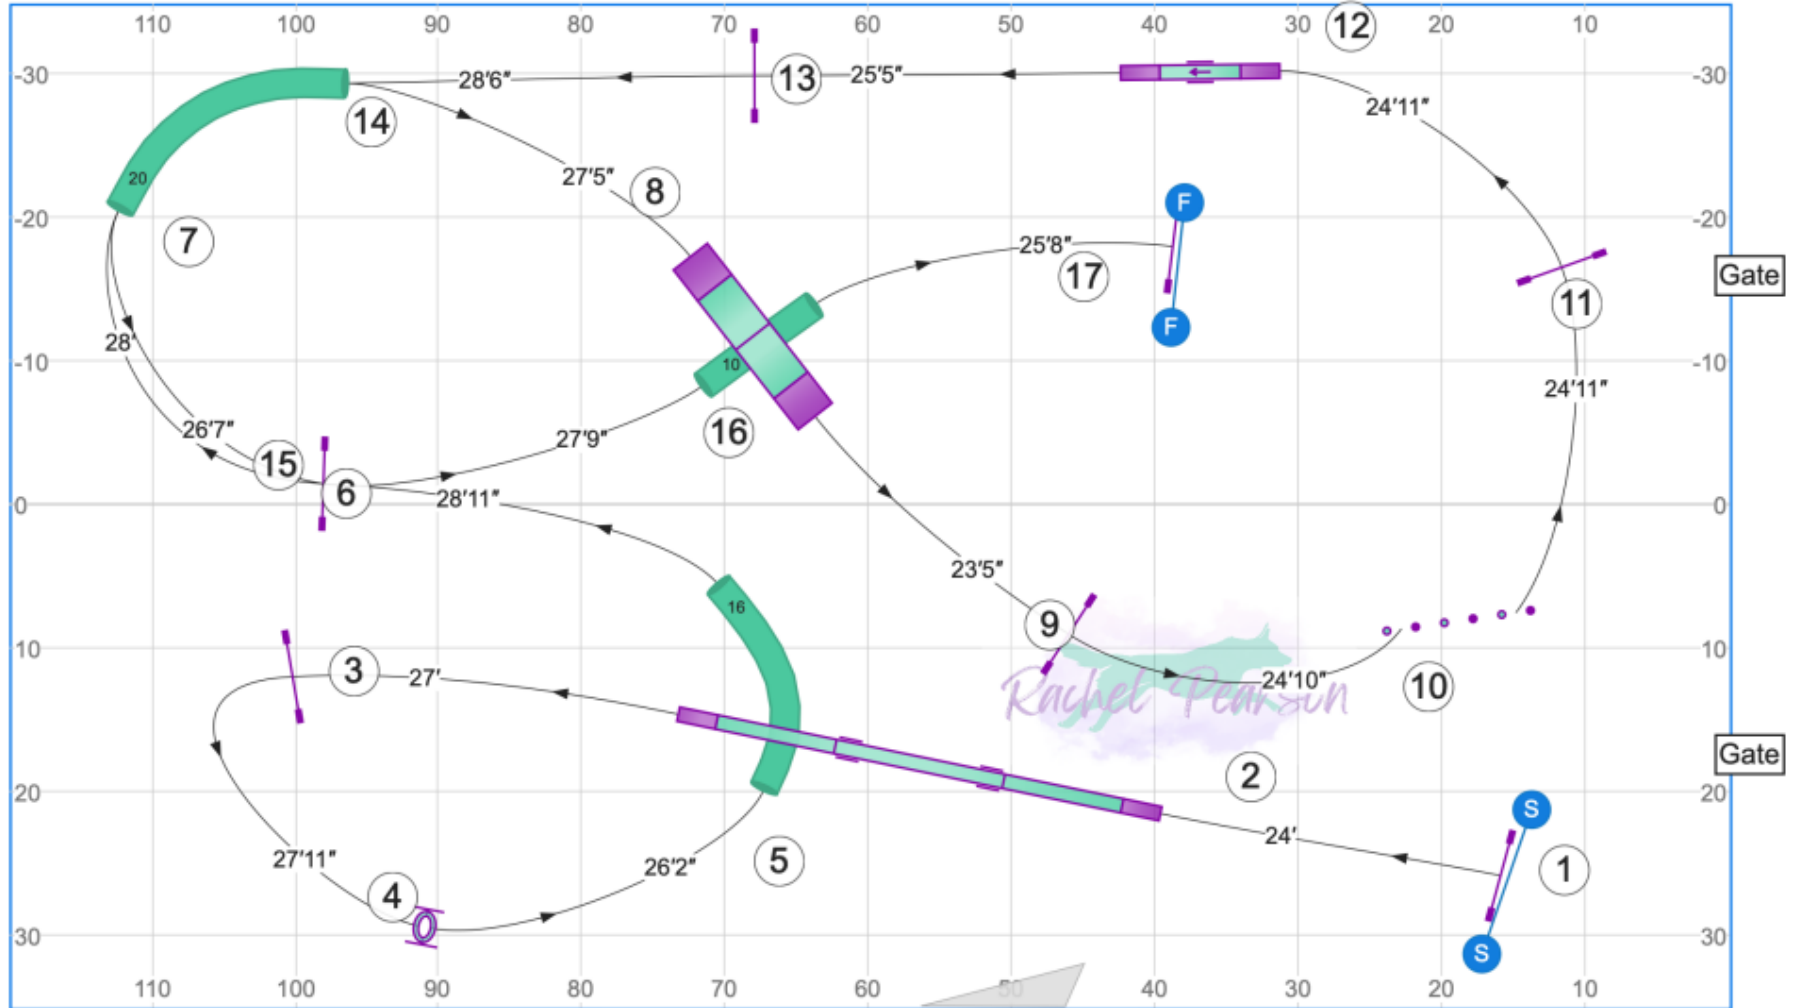 110 100 90 80 70 60 50 40 30 20 10
12
-30 28'6" 13 25'5" -30
24'11"
14
20 27'5" 8
-20 F -20
7 25'8" 17 11 Gate
F
28' 10 24'11"
-10 -10
26'7" 15 27'9" 16
6 28'11"
0 0
23'5"
16 9
10 3 27' Rachel Pearson 24'10" 10 10
Gate
2
20 S 20
24'
27'11" 26'2" 5 1
4
30 S 30
110 100 90 80 70 60 50 40 30 20 10